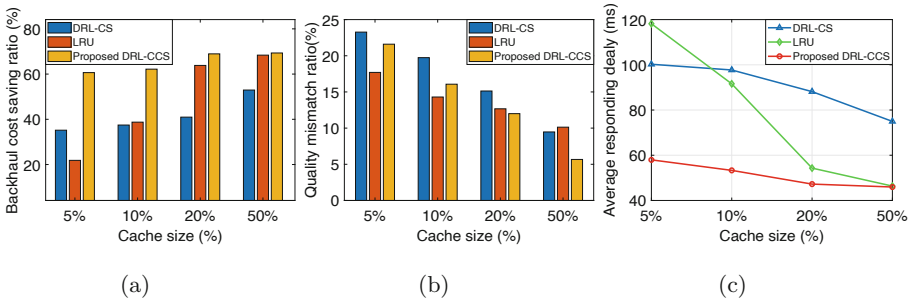 Backhaul cost saving ratio (%)
80
60
40
20
DRL-CS
LRU
Proposed DRL-CCS
5%
10%
20%
50%
Cache size (%)
(a)
Quality mismatch ratio(%)
25
20
15
10
5
0
DRL-CS
LRU
Proposed DRL-CCS
5%
10%
20%
50%
Cache size (%)
(b)
Average responding dealy (ms)
120
100
80
60
40
DRL-CS
LRU
Proposed DRL-CCS
5%
10%
20%
50%
Cache size (%)
(c)